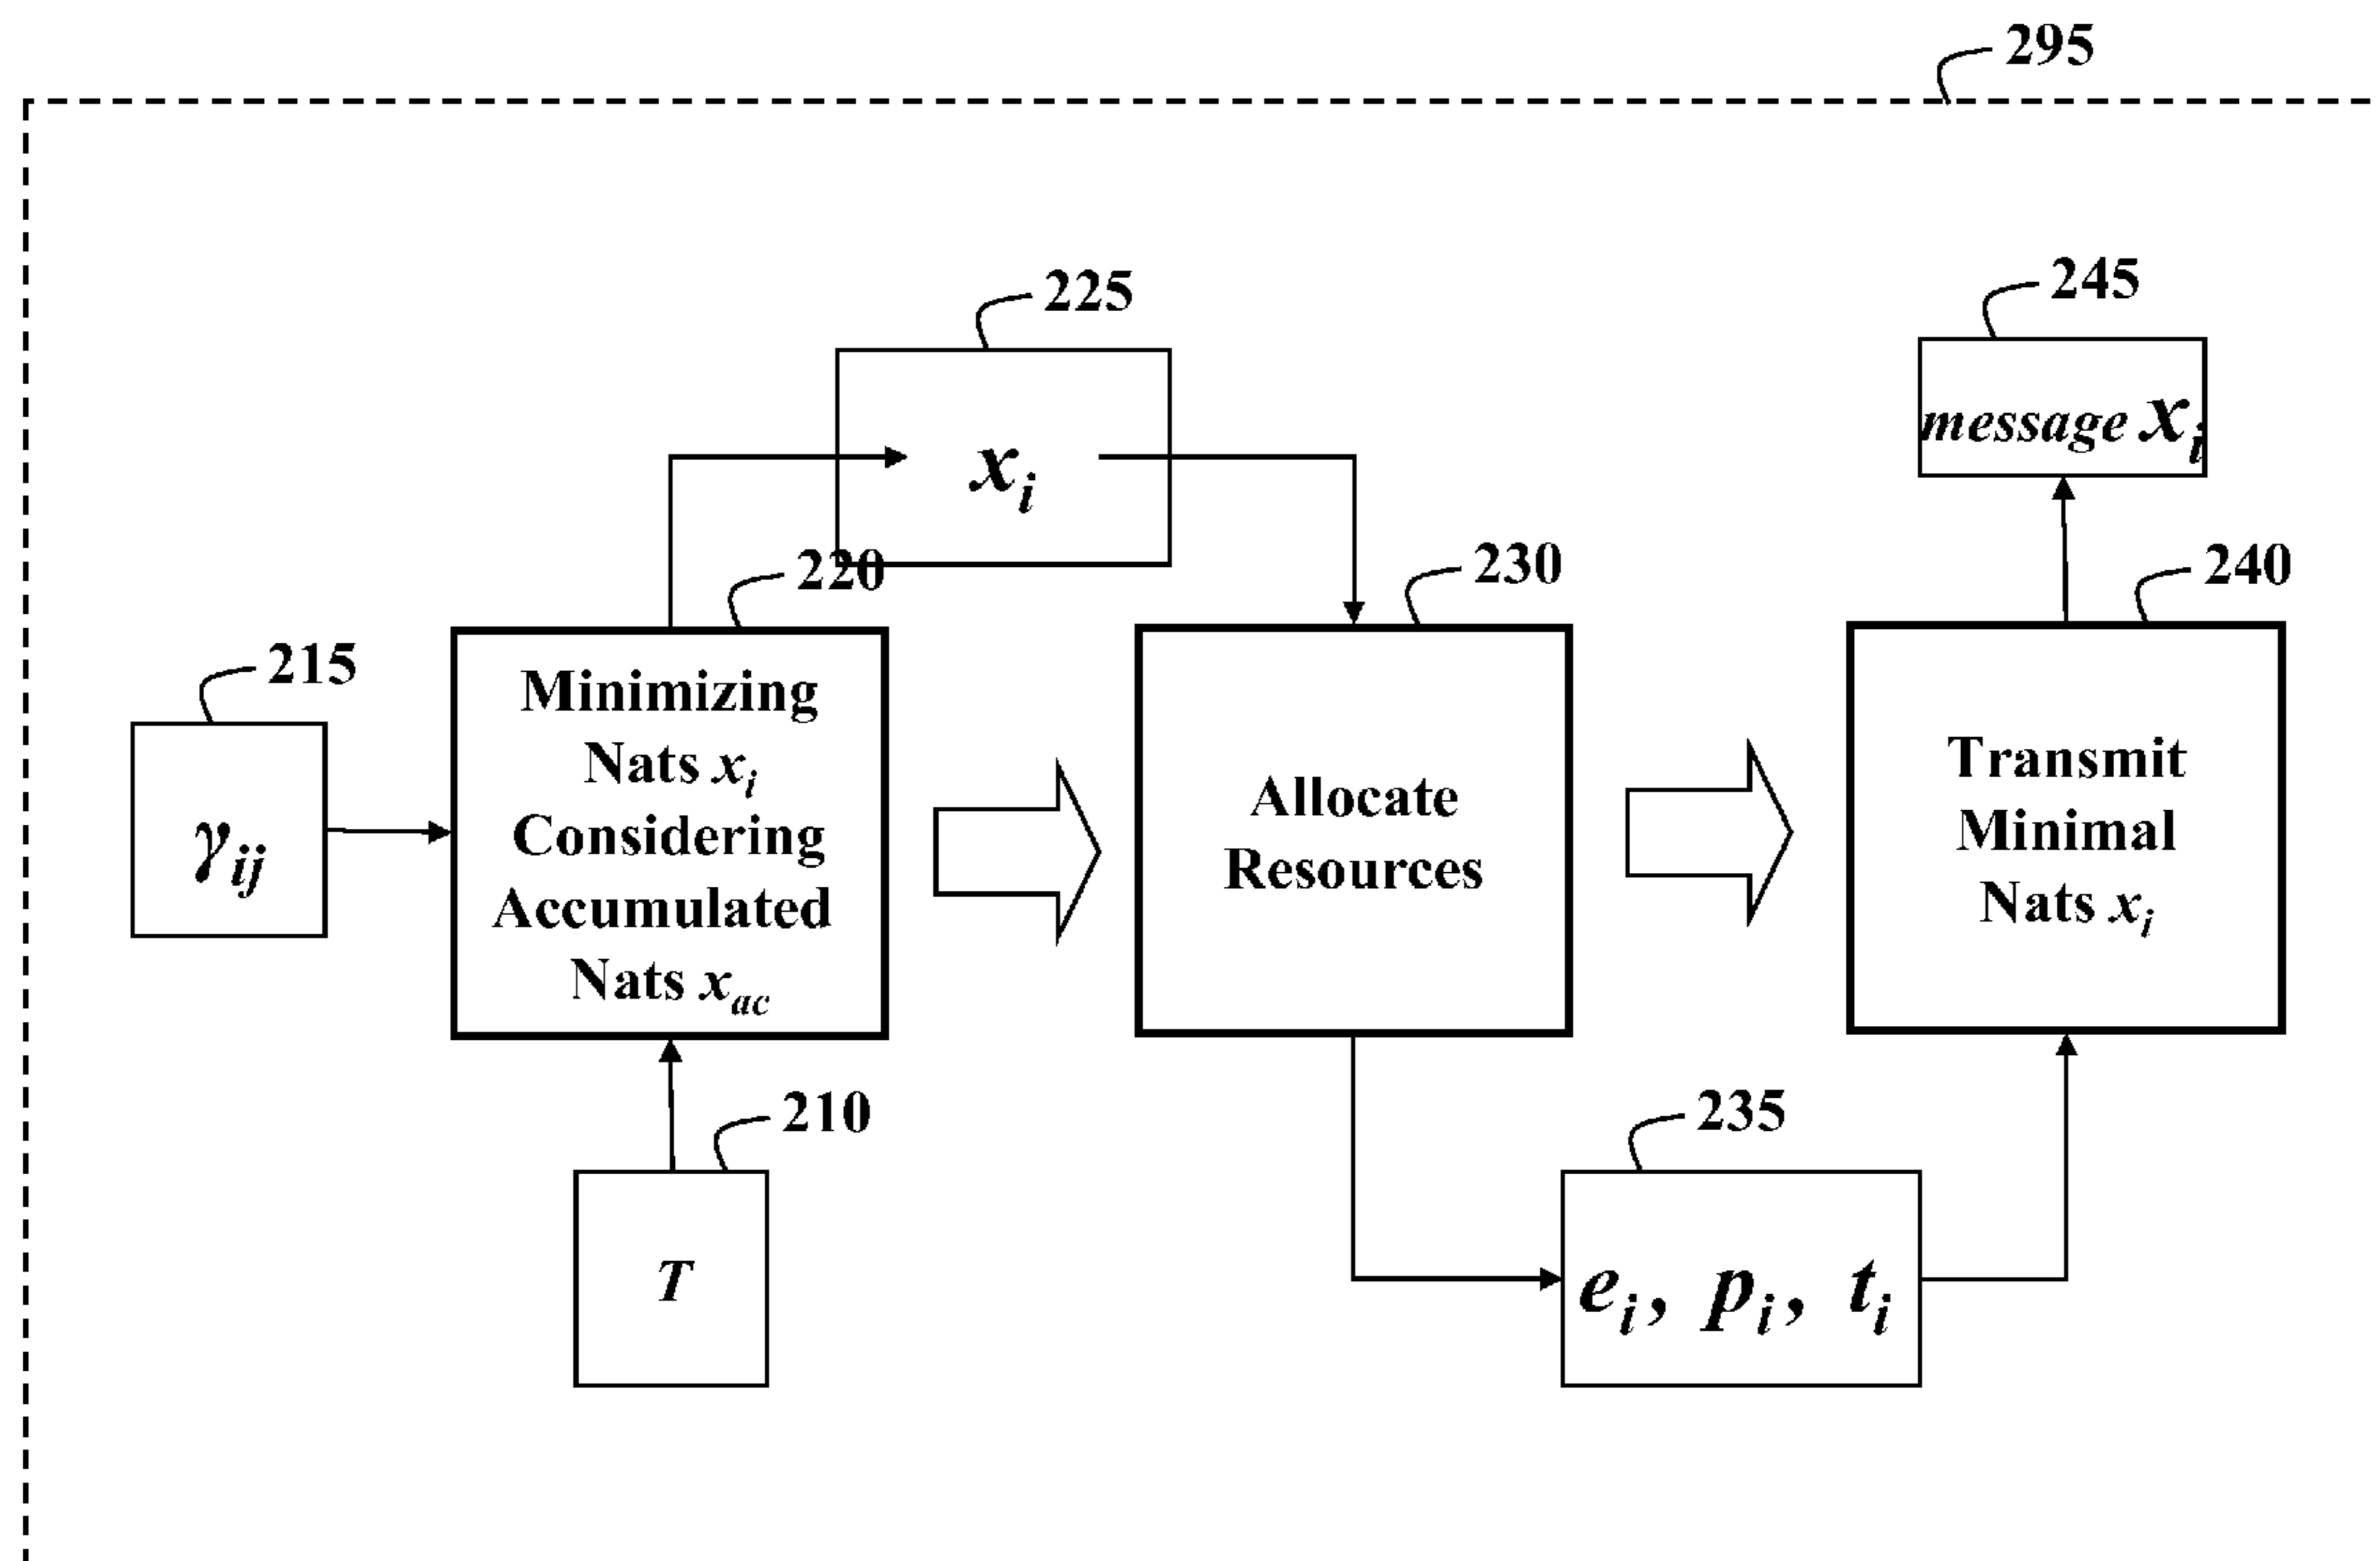 295
225
x_i
245
message x_i
220
230
240
215
γ_ij
Minimizing
Nats x_i
Considering
Accumulated
Nats x_ac
Allocate
Resources
Transmit
Minimal
Nats x_i
210
T
235
e_i, p_i, t_i